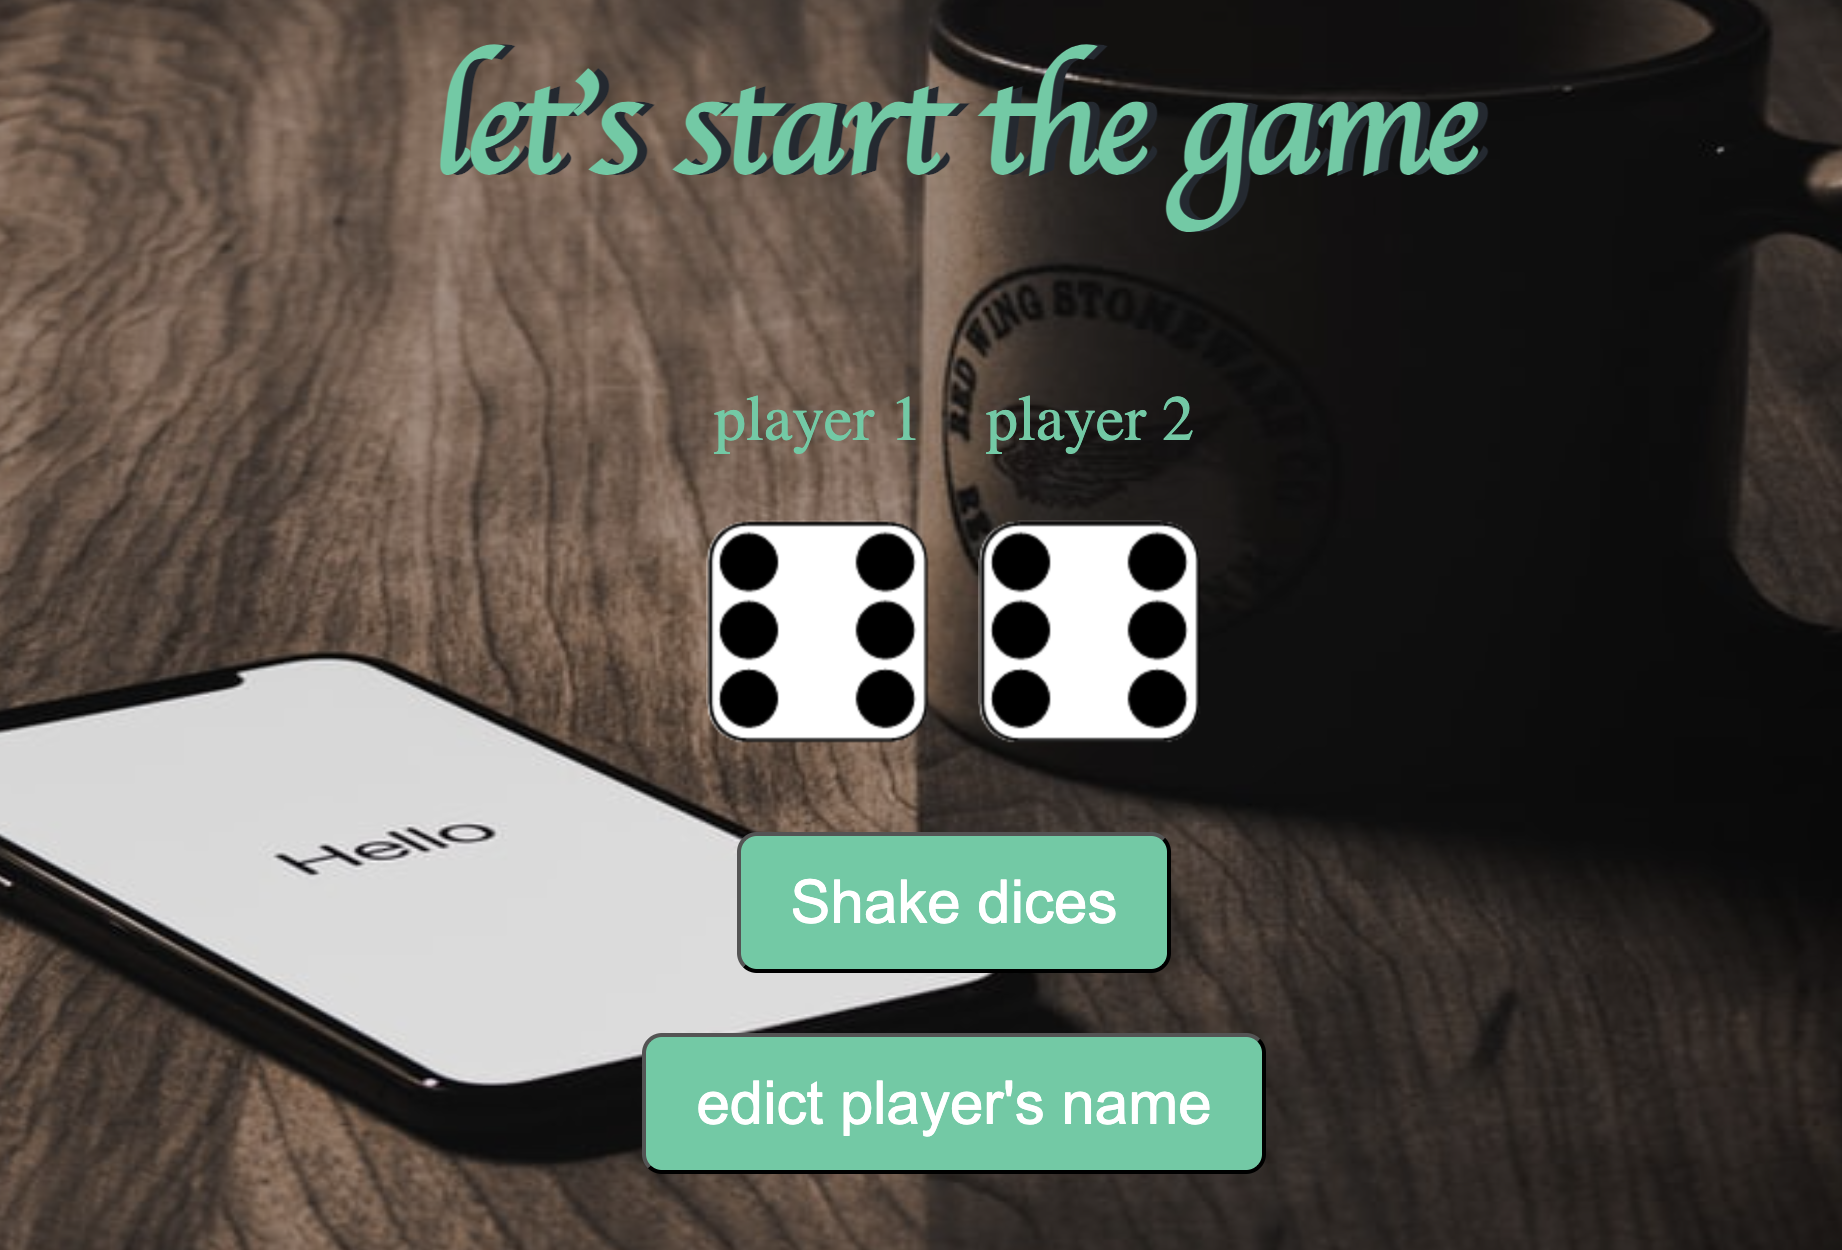 let's start the game
RED WING STONEWARE CO
player 1 player 2
Hello
Shake dices
edict player's name